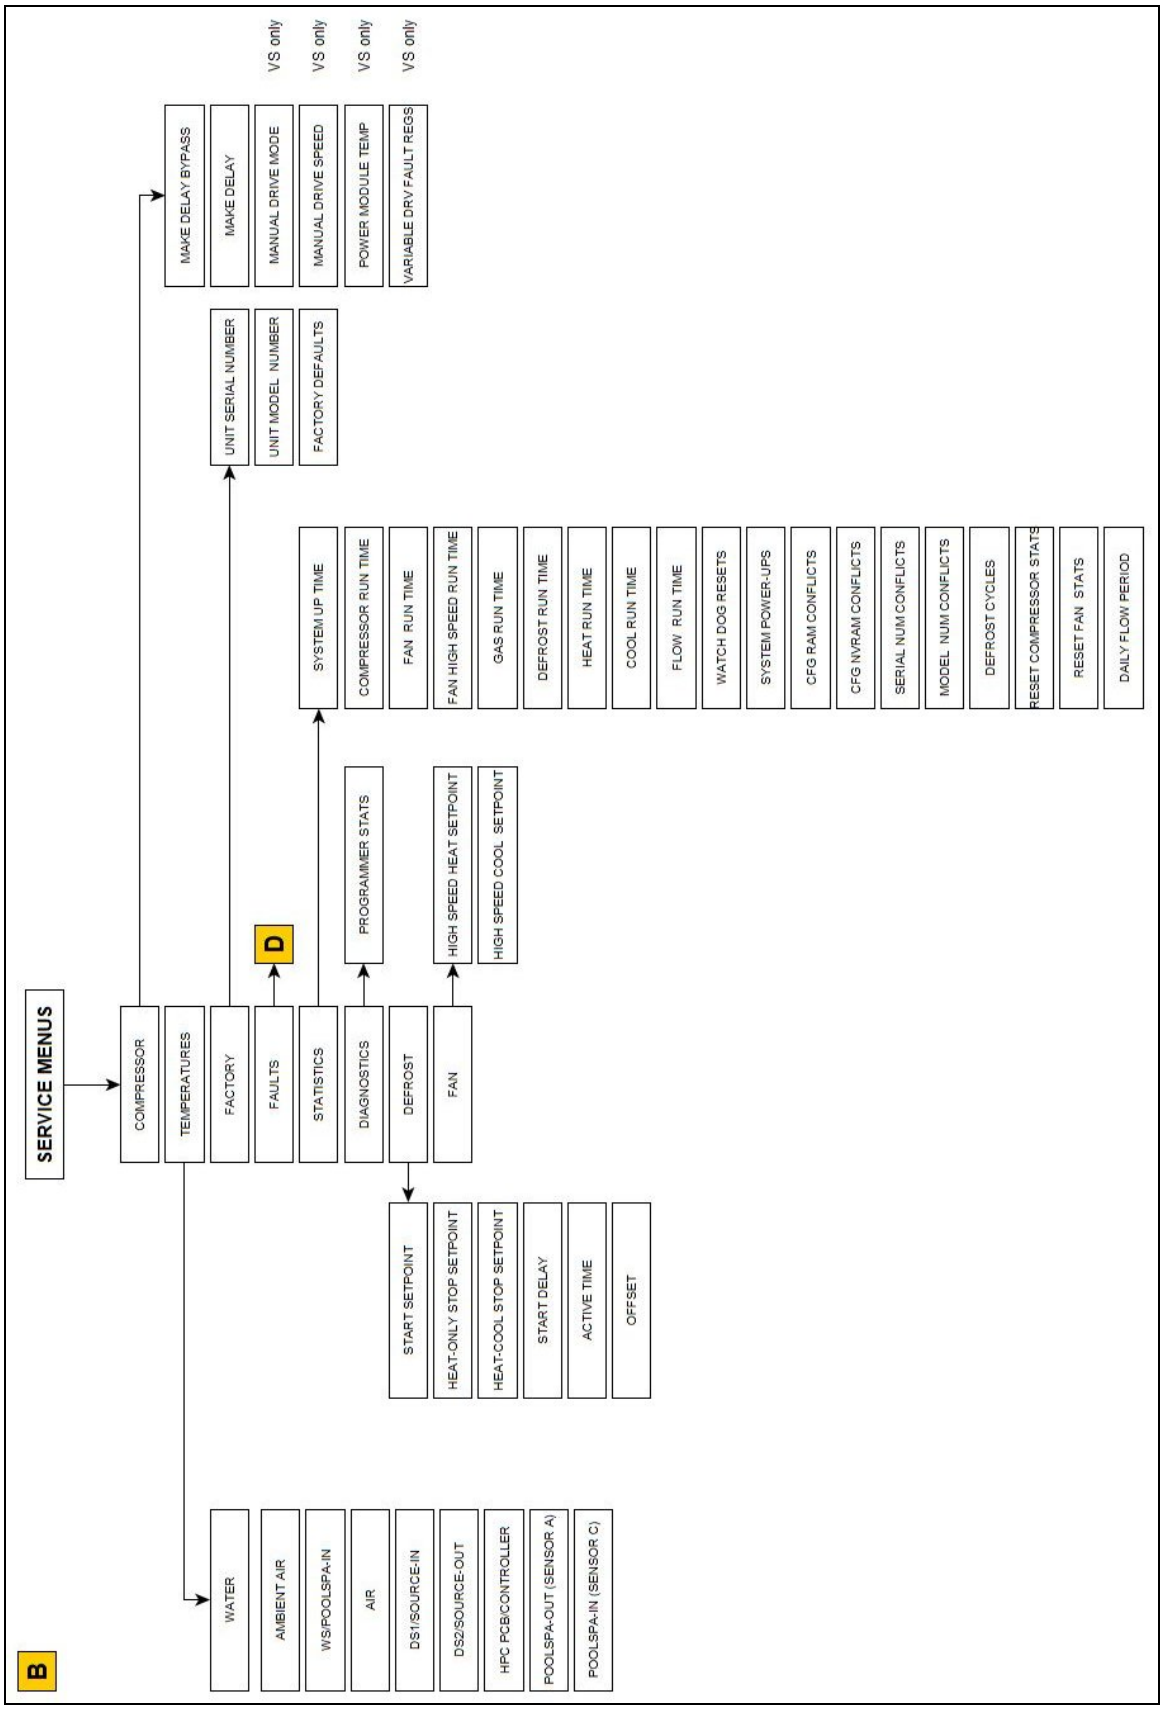 B
SERVICE MENUS
COMPRESSOR
TEMPERATURES
FACTORY
FAULTS
STATISTICS
DIAGNOSTICS
DEFROST
FAN
WATER
AMBIENT AIR
WS/POOLSPA-IN
AIR
DS1/SOURCE-IN
DS2/SOURCE-OUT
HPC PCB/CONTROLLER
POOLSPA-OUT (SENSOR A)
POOLSPA-IN (SENSOR C)
START SETPOINT
HEAT-ONLY STOP SETPOINT
HEAT-COOL STOP SETPOINT
START DELAY
ACTIVE TIME
OFFSET
D
PROGRAMMER STATS
HIGH SPEED HEAT SETPOINT
HIGH SPEED COOL SETPOINT
SYSTEM UP TIME
COMPRESSOR RUN TIME
FAN RUN TIME
FAN HIGH SPEED RUN TIME
GAS RUN TIME
DEFROST RUN TIME
HEAT RUN TIME
COOL RUN TIME
FLOW RUN TIME
WATCH DOG RESETS
SYSTEM POWER-UPS
CFG RAM CONFLICTS
CFG NVRAM CONFLICTS
SERIAL NUM CONFLICTS
MODEL NUM CONFLICTS
DEFROST CYCLES
RESET COMPRESSOR STATS
RESET FAN STATS
DAILY FLOW PERIOD
UNIT SERIAL NUMBER
UNIT MODEL NUMBER
FACTORY DEFAULTS
MAKE DELAY BYPASS
MAKE DELAY
MANUAL DRIVE MODE VS only
MANUAL DRIVE SPEED VS only
POWER MODULE TEMP VS only
VARIABLE DRV FAULT REGS VS only